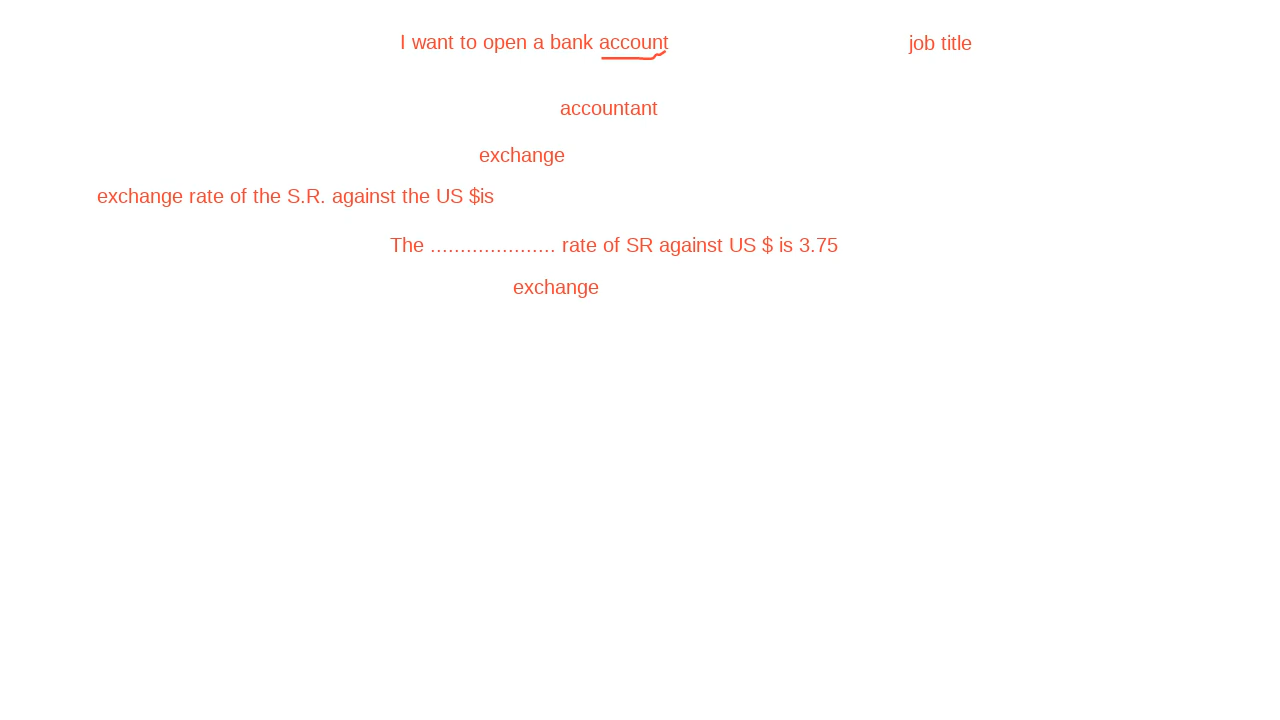 I want to open a bank account
job title
accountant
exchange
exchange rate of the S.R. against the US $is
The ..................... rate of SR against US $ is 3.75
exchange